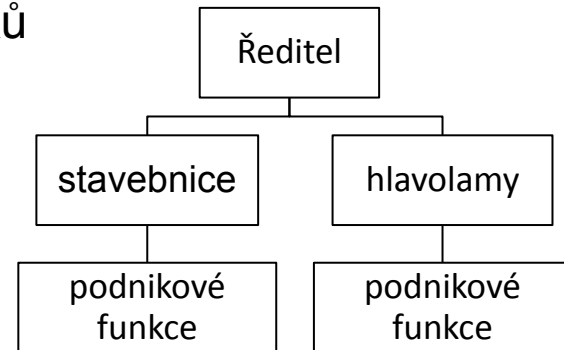 ů
Ředitel
stavebnice
hlavolamy
podnikové
funkce
podnikové
funkce